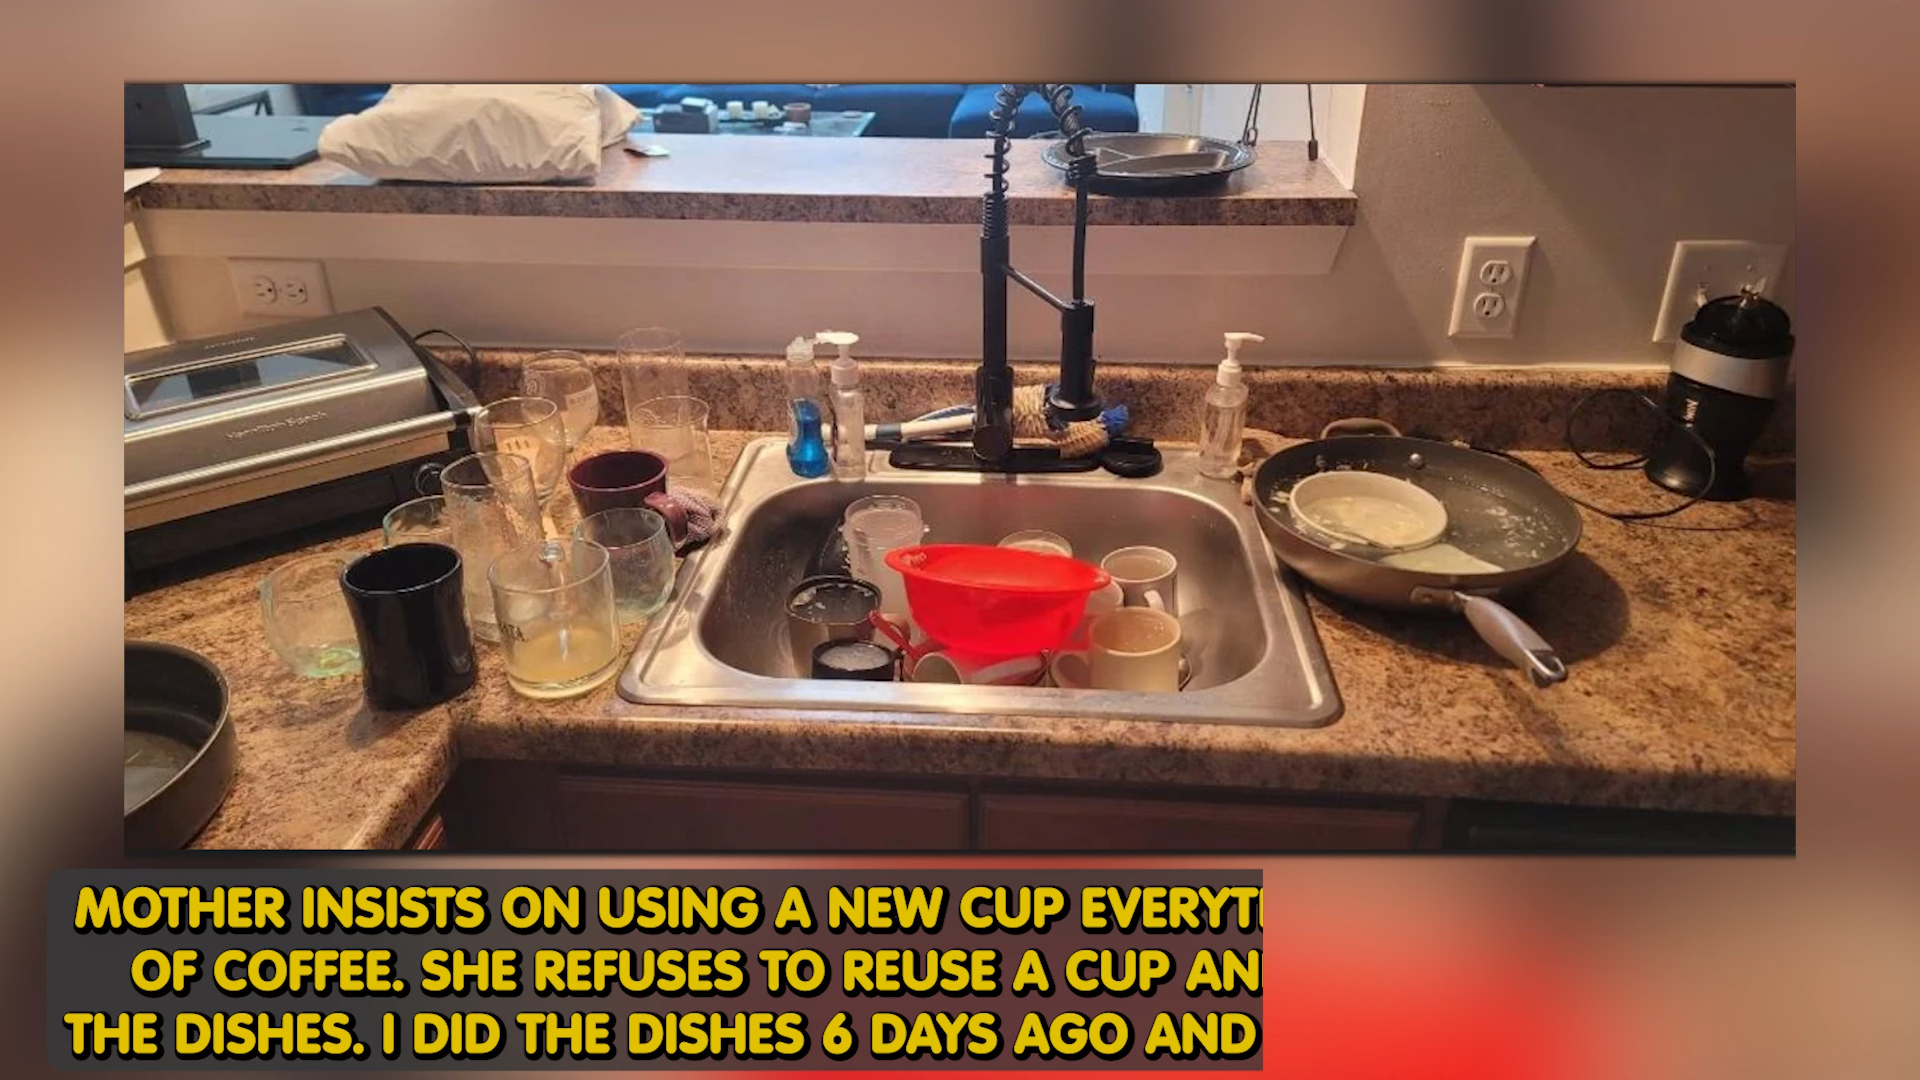 MOTHER INSISTS ON USING A NEW CUP EVERYT
OF COFFEE. SHE REFUSES TO REUSE A CUP AN
THE DISHES. I DID THE DISHES 6 DAYS AGO AND